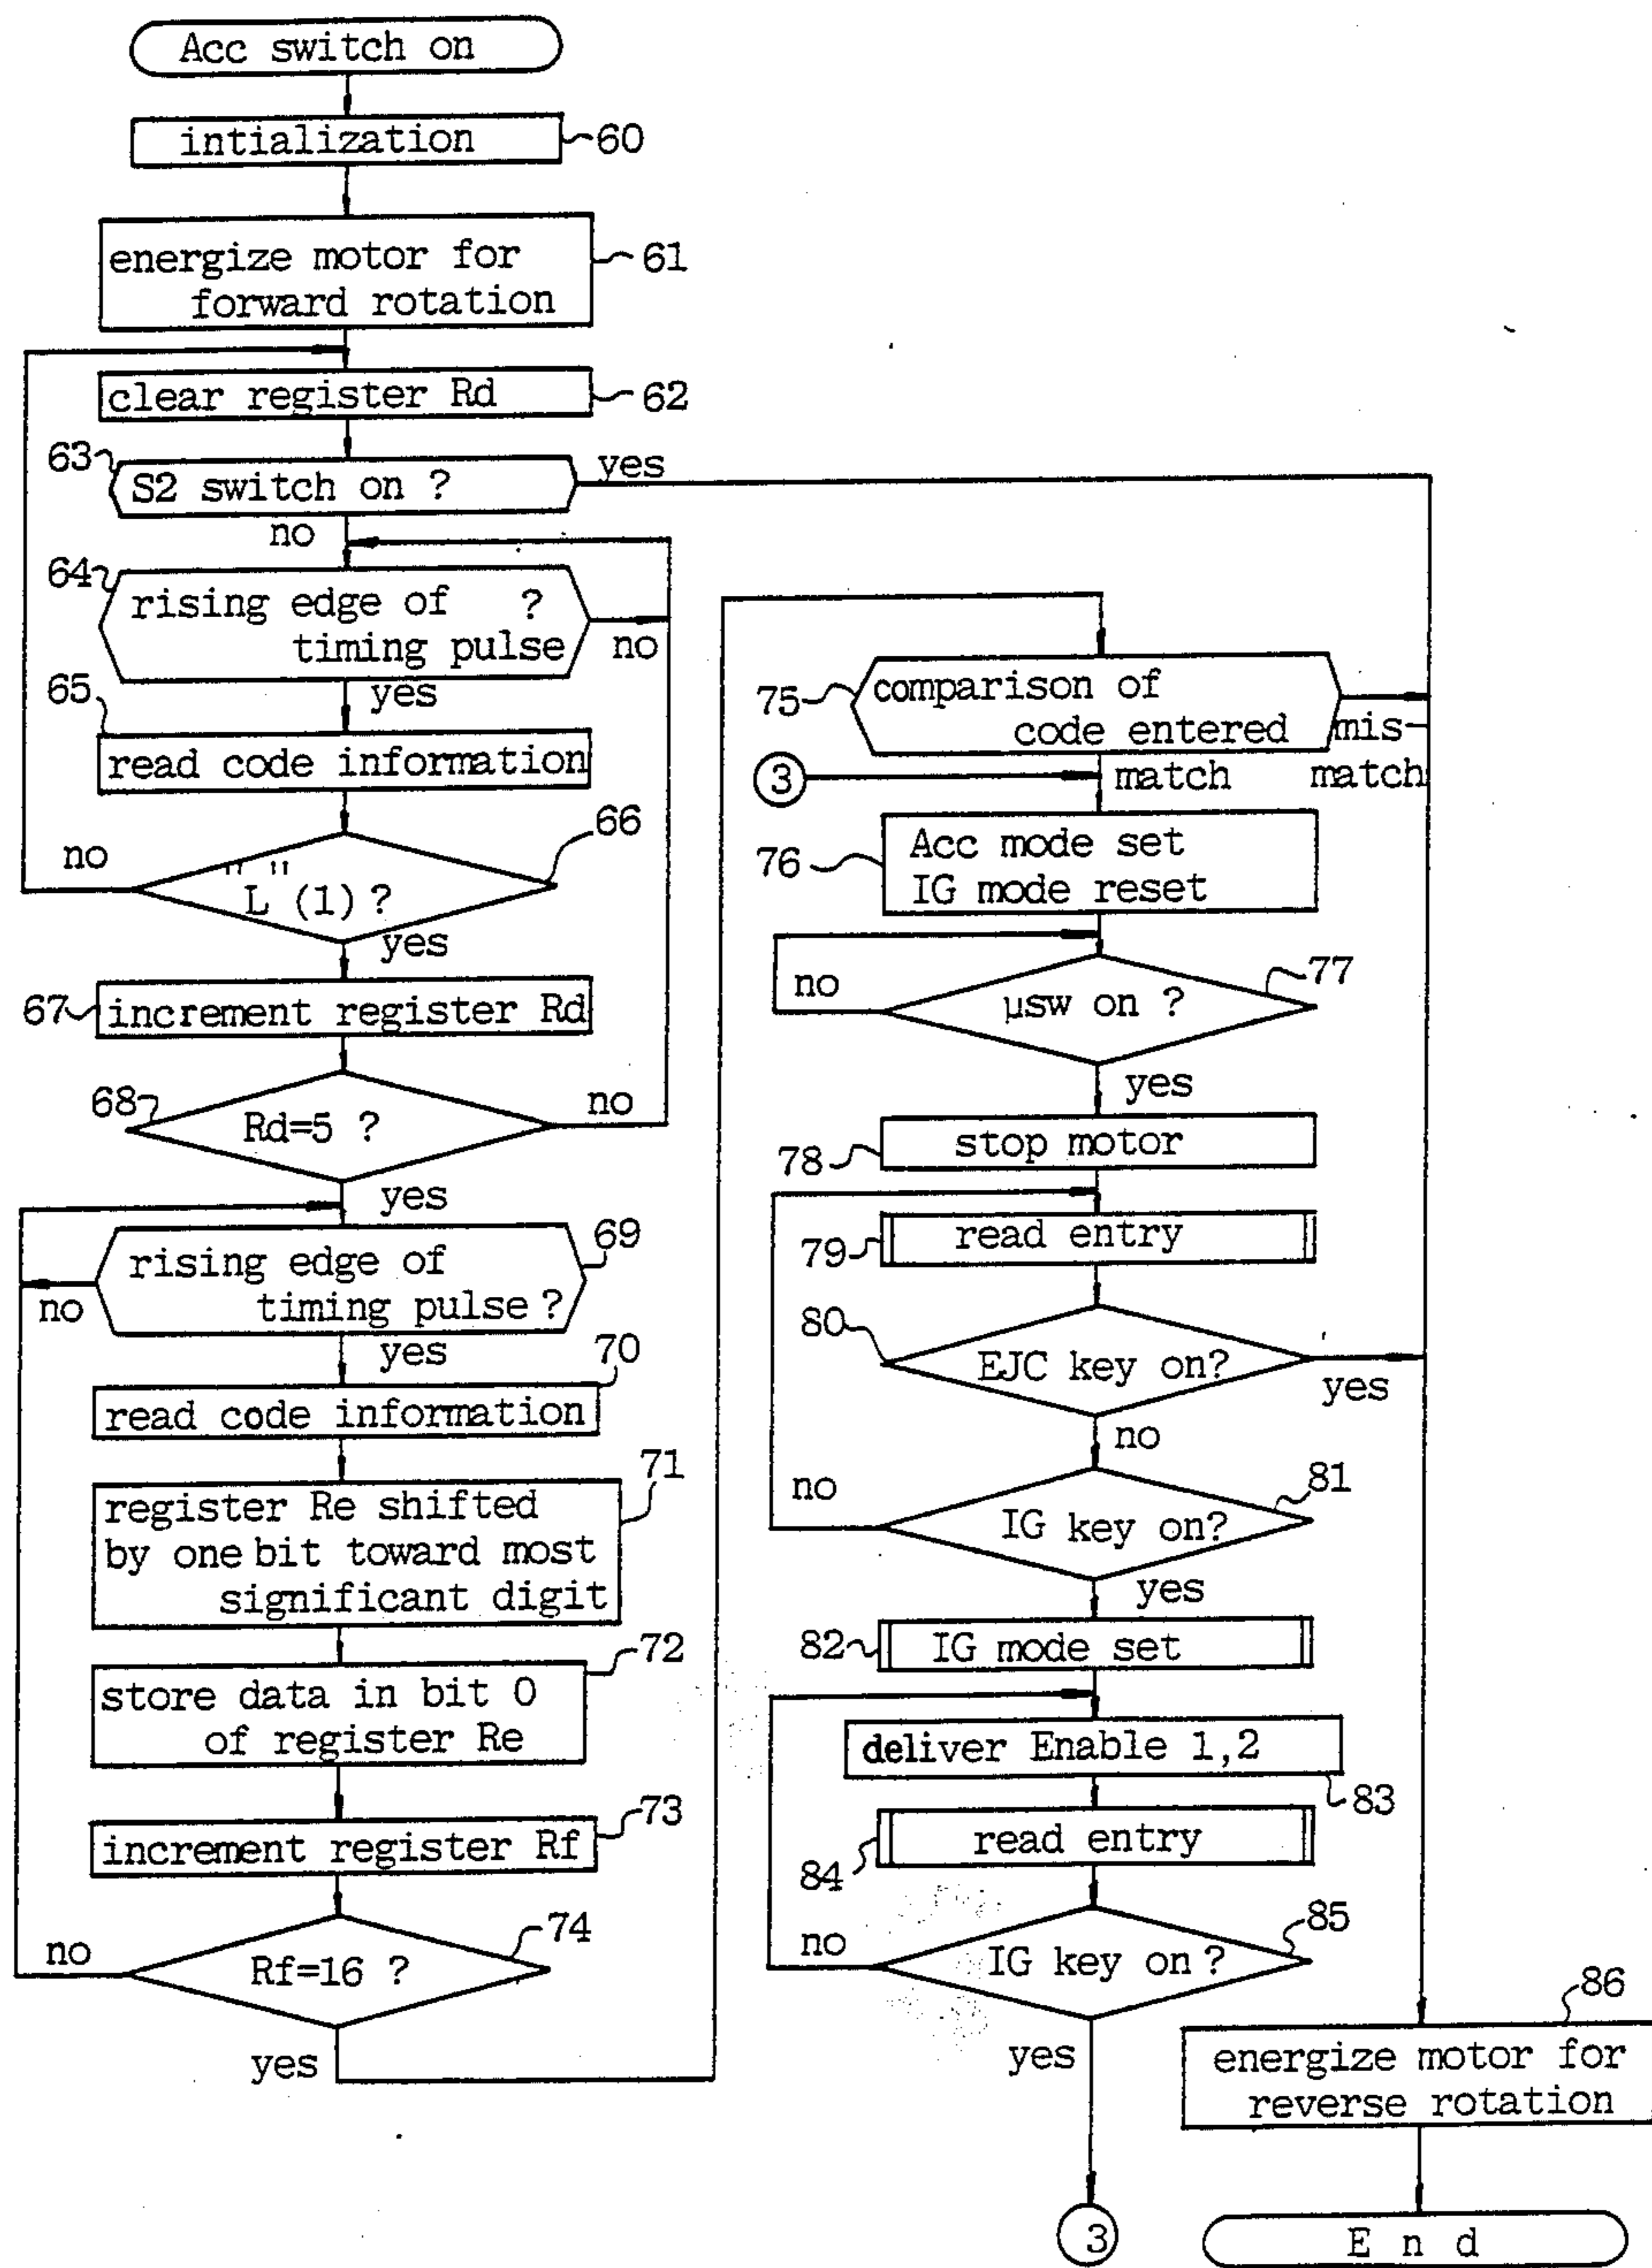 Acc switch on
intialization
60
energize motor for
forward rotation
61
clear register Rd
62
63
S2 switch on ?
yes
no
64
rising edge of ?
timing pulse
no
yes
65
read code information
66
no
"L"(1) ?
yes
67
increment register Rd
68
Rd=5 ?
no
yes
69
rising edge of
timing pulse ?
no
yes
70
read code information
71
register Re shifted
by one bit toward most
significant digit
72
store data in bit 0
of register Re
73
increment register Rf
74
no
Rf=16 ?
yes
75
comparison of
code entered
mis-
match
3
match
76
Acc mode set
IG mode reset
77
no
μsw on ?
yes
78
stop motor
79
read entry
80
EJC key on?
yes
no
81
no
IG key on?
yes
82
IG mode set
deliver Enable 1,2
83
84
read entry
85
no
IG key on ?
yes
3
86
energize motor for
reverse rotation
E n d